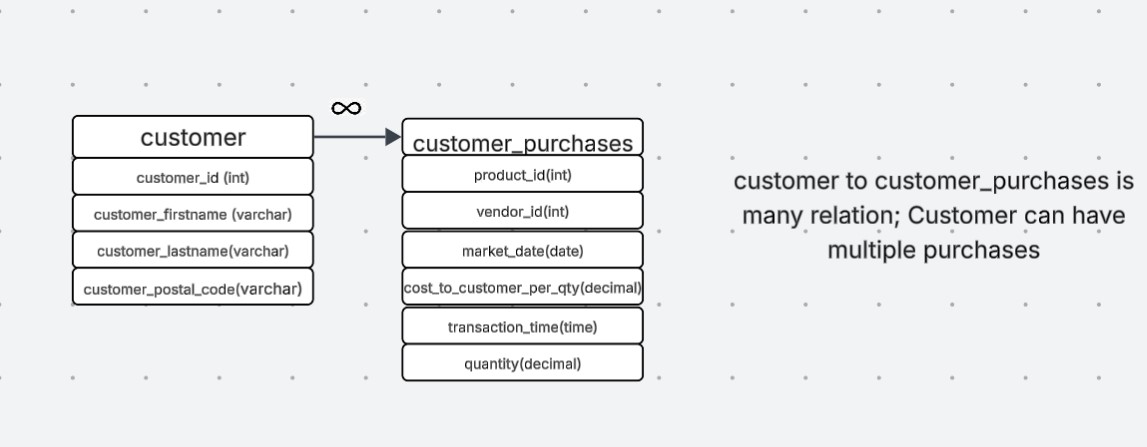 ∞
customer
customer_id (int)
customer_firstname (varchar)
customer_lastname(varchar)
customer_postal_code(varchar)
customer_purchases
product_id(int)
vendor_id(int)
market_date(date)
cost_to_customer_per_qty(decimal)
transaction_time(time)
quantity(decimal)
customer to customer_purchases is
many relation; Customer can have
multiple purchases